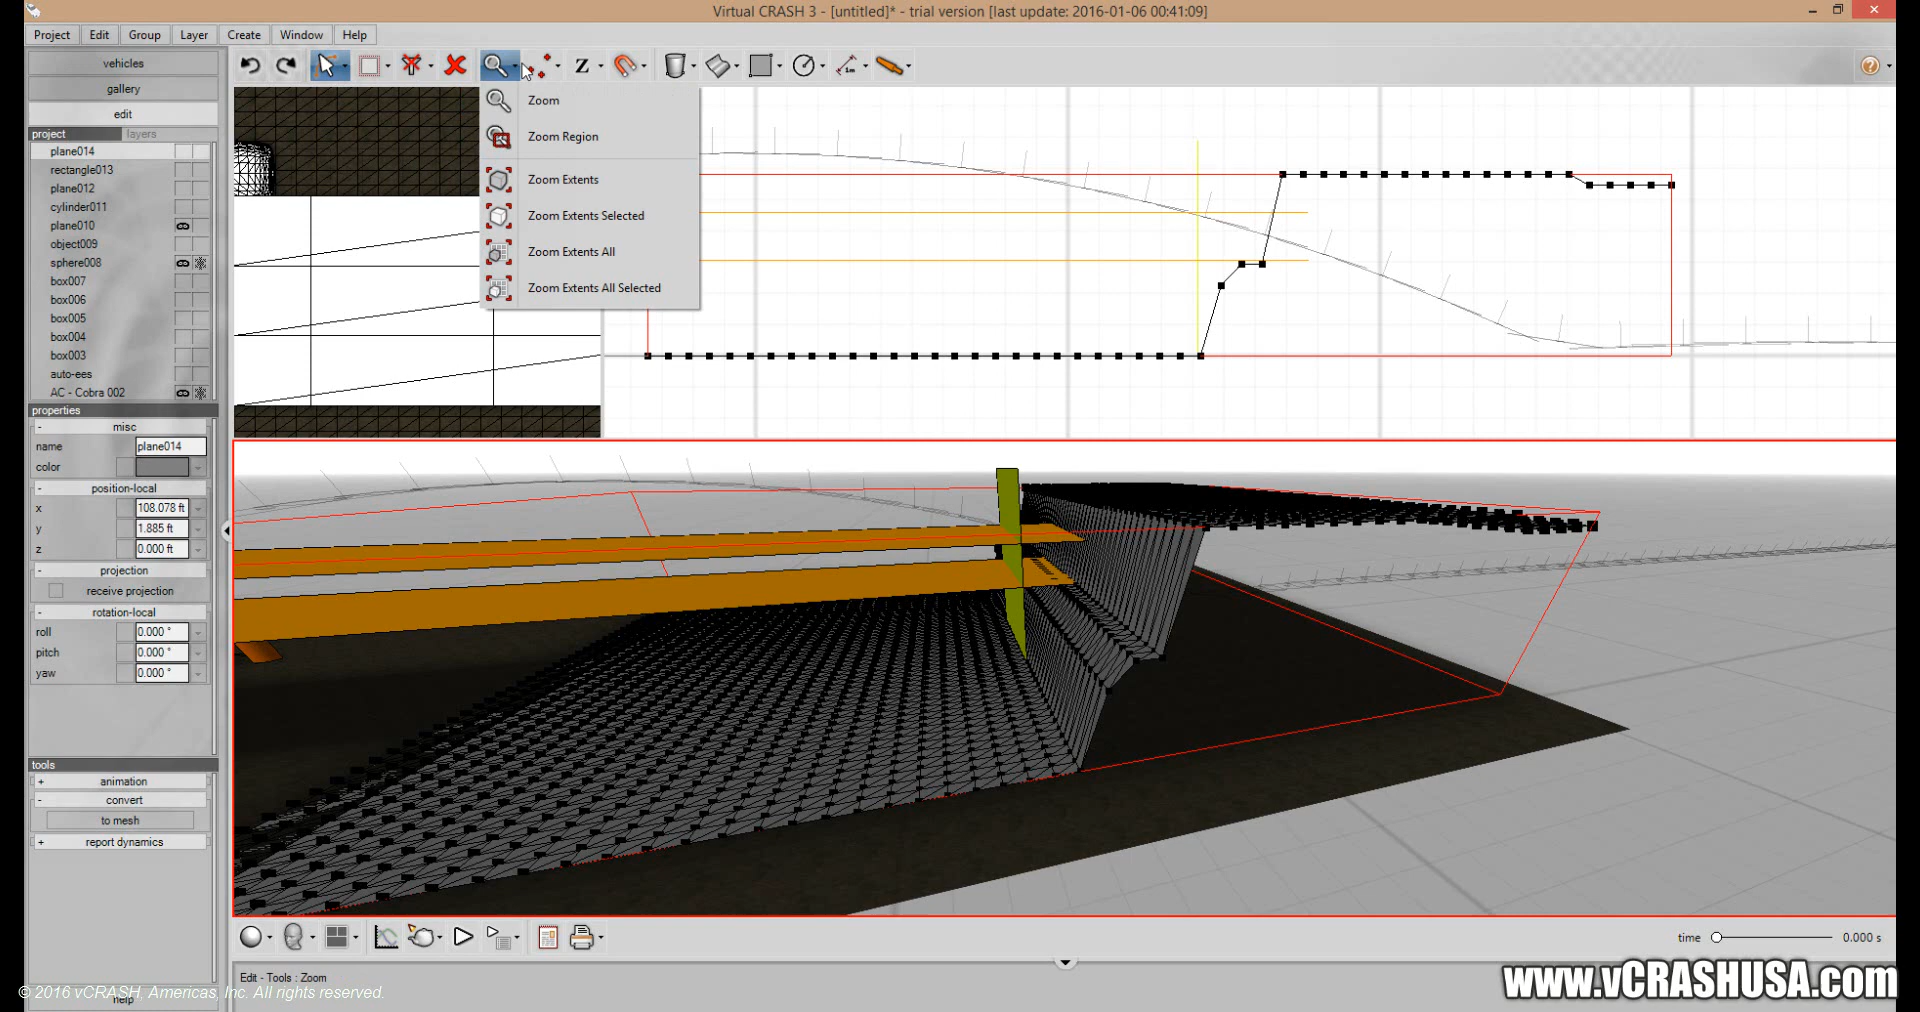 Virtual CRASH 3 - [untitled]* - trial version [last update: 2016-01-06 00:41:09]
Project Edit Group Layer Create Window Help
vehicles
gallery
edit
project layers
plane014
rectangle013
plane012
cylinder011
plane010
object009
sphere008
box007
box006
box005
box004
box003
auto-ees
AC - Cobra 002
properties
- misc
name plane014
color
- position-local
x 108.078 ft
y 1.885 ft
z 0.000 ft
- projection
receive projection
- rotation-local
roll 0.000 °
pitch 0.000 °
yaw 0.000 °
tools
+ animation
- convert
to mesh
+ report dynamics
help
Z
1m
?
Zoom
Zoom Region
Zoom Extents
Zoom Extents Selected
Zoom Extents All
Zoom Extents All Selected
time 0.000 s
Edit - Tools : Zoom
© 2016 vCRASH, Americas, Inc. All rights reserved.
www.vCRASHUSA.com